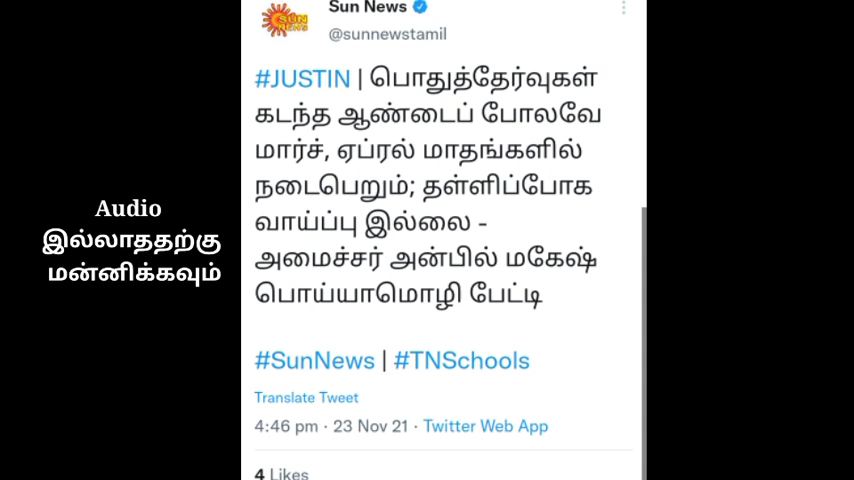 Audio
இல்லாததற்கு
மன்னிக்கவும்
SUN
NEWS
Sun News
@sunnewstamil
#JUSTIN | பொதுத்தேர்வுகள்
கடந்த ஆண்டைப் போலவே
மார்ச், ஏப்ரல் மாதங்களில்
நடைபெறும்; தள்ளிப்போக
வாய்ப்பு இல்லை -
அமைச்சர் அன்பில் மகேஷ்
பொய்யாமொழி பேட்டி
#SunNews | #TNSchools
Translate Tweet
4:46 pm · 23 Nov 21 · Twitter Web App
4 Likes